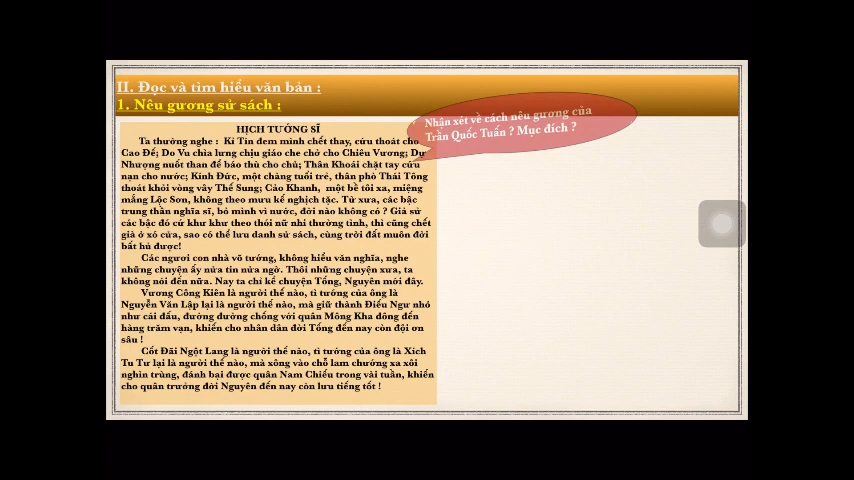 II. Đọc và tìm hiểu văn bản :
1. Nêu gương sử sách :
Nhận xét về cách nêu gương của
Trần Quốc Tuấn ? Mục đích ?
HỊCH TƯỚNG SĨ
Ta thường nghe : Kỉ Tín đem mình chết thay, cứu thoát cho
Cao Đế; Do Vu chìa lưng chịu giáo che chở cho Chiêu Vương; Dự
Nhượng nuốt than để báo thù cho chủ; Thân Khoái chặt tay cứu
nạn cho nước; Kính Đức, một chàng tuổi trẻ, thân phò Thái Tông
thoát khỏi vòng vây Thế Sung; Cảo Khanh, một bề tôi xa, miệng
mắng Lộc Sơn, không theo mưu kế nghịch tặc. Từ xưa, các bậc
trung thần nghĩa sĩ, bỏ mình vì nước, đời nào không có ? Giả sử
các bậc đó cứ khư khư theo thói nữ nhi thường tình, thì cũng chết
già ở xó cửa, sao có thể lưu danh sử sách, cùng trời đất muôn đời
bất hủ được!
Các ngươi con nhà võ tướng, không hiểu văn nghĩa, nghe
những chuyện ấy nửa tin nửa ngờ. Thôi những chuyện xưa, ta
không nói đến nữa. Nay ta chỉ kể chuyện Tống, Nguyên mới đây.
Vương Công Kiên là người thế nào, tì tướng của ông là
Nguyễn Văn Lập lại là người thế nào, mà giữ thành Điếu Ngư nhỏ
như cái đấu, đường đường chống với quân Mông Kha đông đến
hàng trăm vạn, khiến cho nhân dân đời Tống đến nay còn đội ơn
sâu !
Cốt Đãi Ngột Lang là người thế nào, tì tướng của ông là Xích
Tu Tư lại là người thế nào, mà xông vào chỗ lam chướng xa xôi
nghìn trùng, đánh bại được quân Nam Chiếu trong vài tuần, khiến
cho quân trưởng đời Nguyên đến nay còn lưu tiếng tốt !